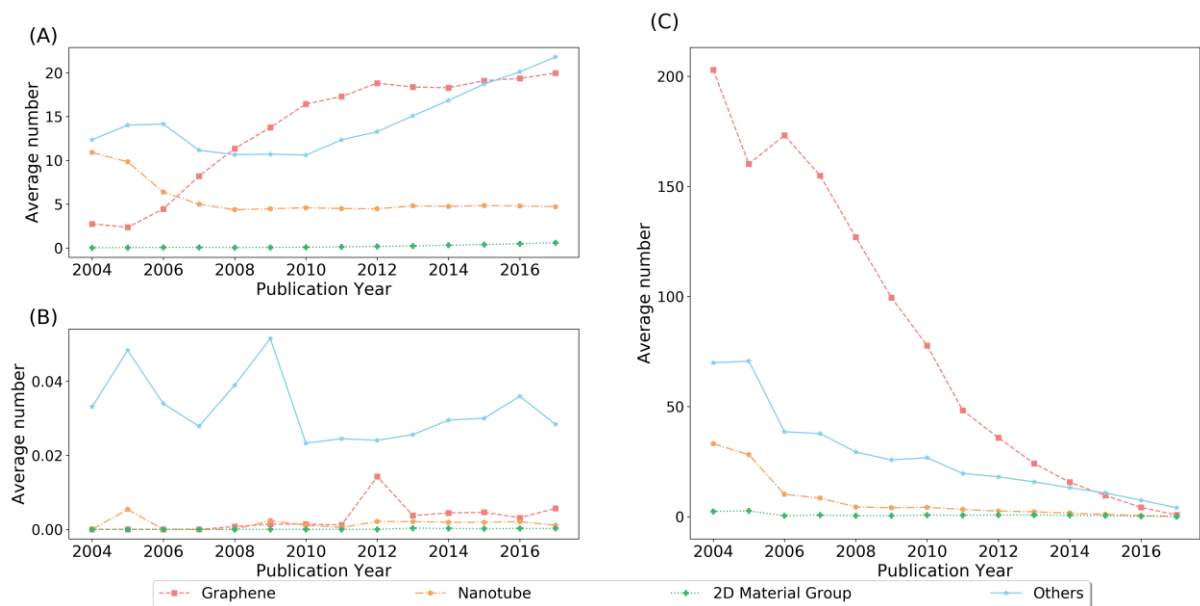 (A)
20
15
10
5
0
Average number
2004 2006 2008 2010 2012 2014 2016
Publication Year
(B)
0.04
0.02
0.00
Average number
2004 2006 2008 2010 2012 2014 2016
Publication Year
(C)
200
150
100
50
0
Average number
2004 2006 2008 2010 2012 2014 2016
Publication Year
Graphene Nanotube 2D Material Group Others